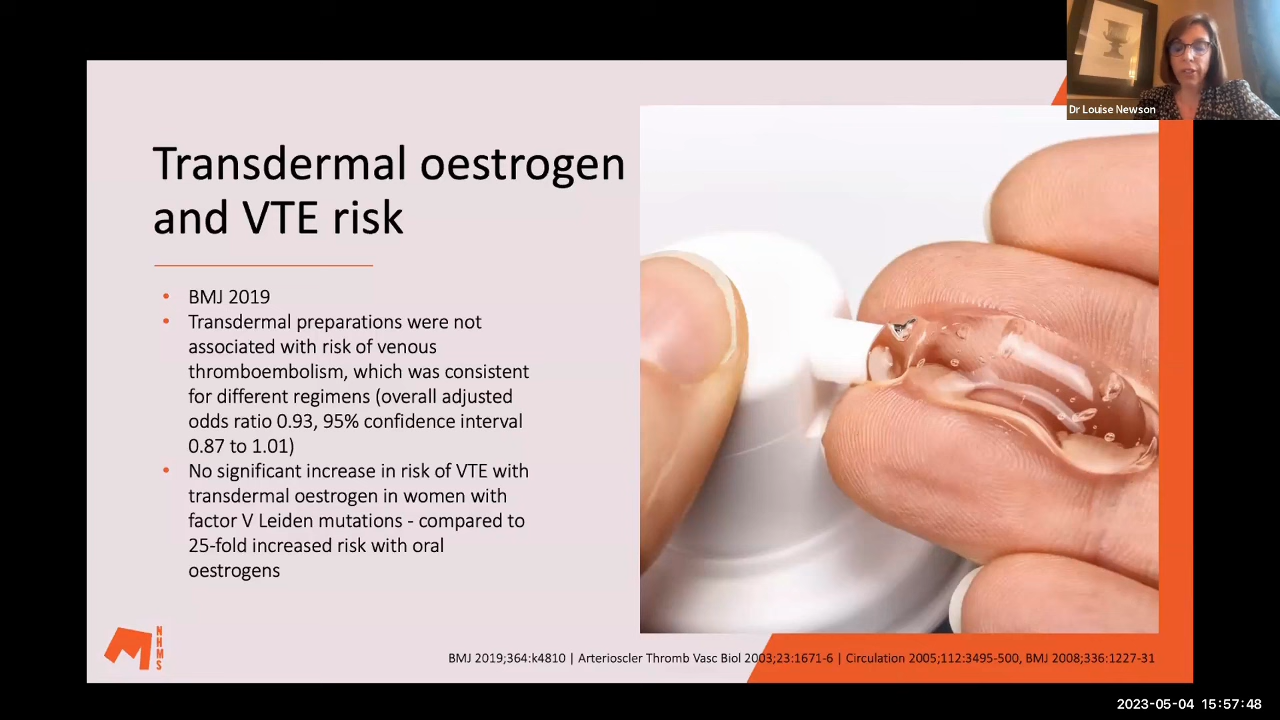 Dr Louise Newson
Transdermal oestrogen
and VTE risk
• BMJ 2019
• Transdermal preparations were not
associated with risk of venous
thromboembolism, which was consistent
for different regimens (overall adjusted
odds ratio 0.93, 95% confidence interval
0.87 to 1.01)
• No significant increase in risk of VTE with
transdermal oestrogen in women with
factor V Leiden mutations - compared to
25-fold increased risk with oral
oestrogens
NHMS
BMJ 2019;364:k4810 | Arterioscler Thromb Vasc Biol 2003;23:1671-6 | Circulation 2005;112:3495-500, BMJ 2008;336:1227-31
2023-05-04 15:57:48